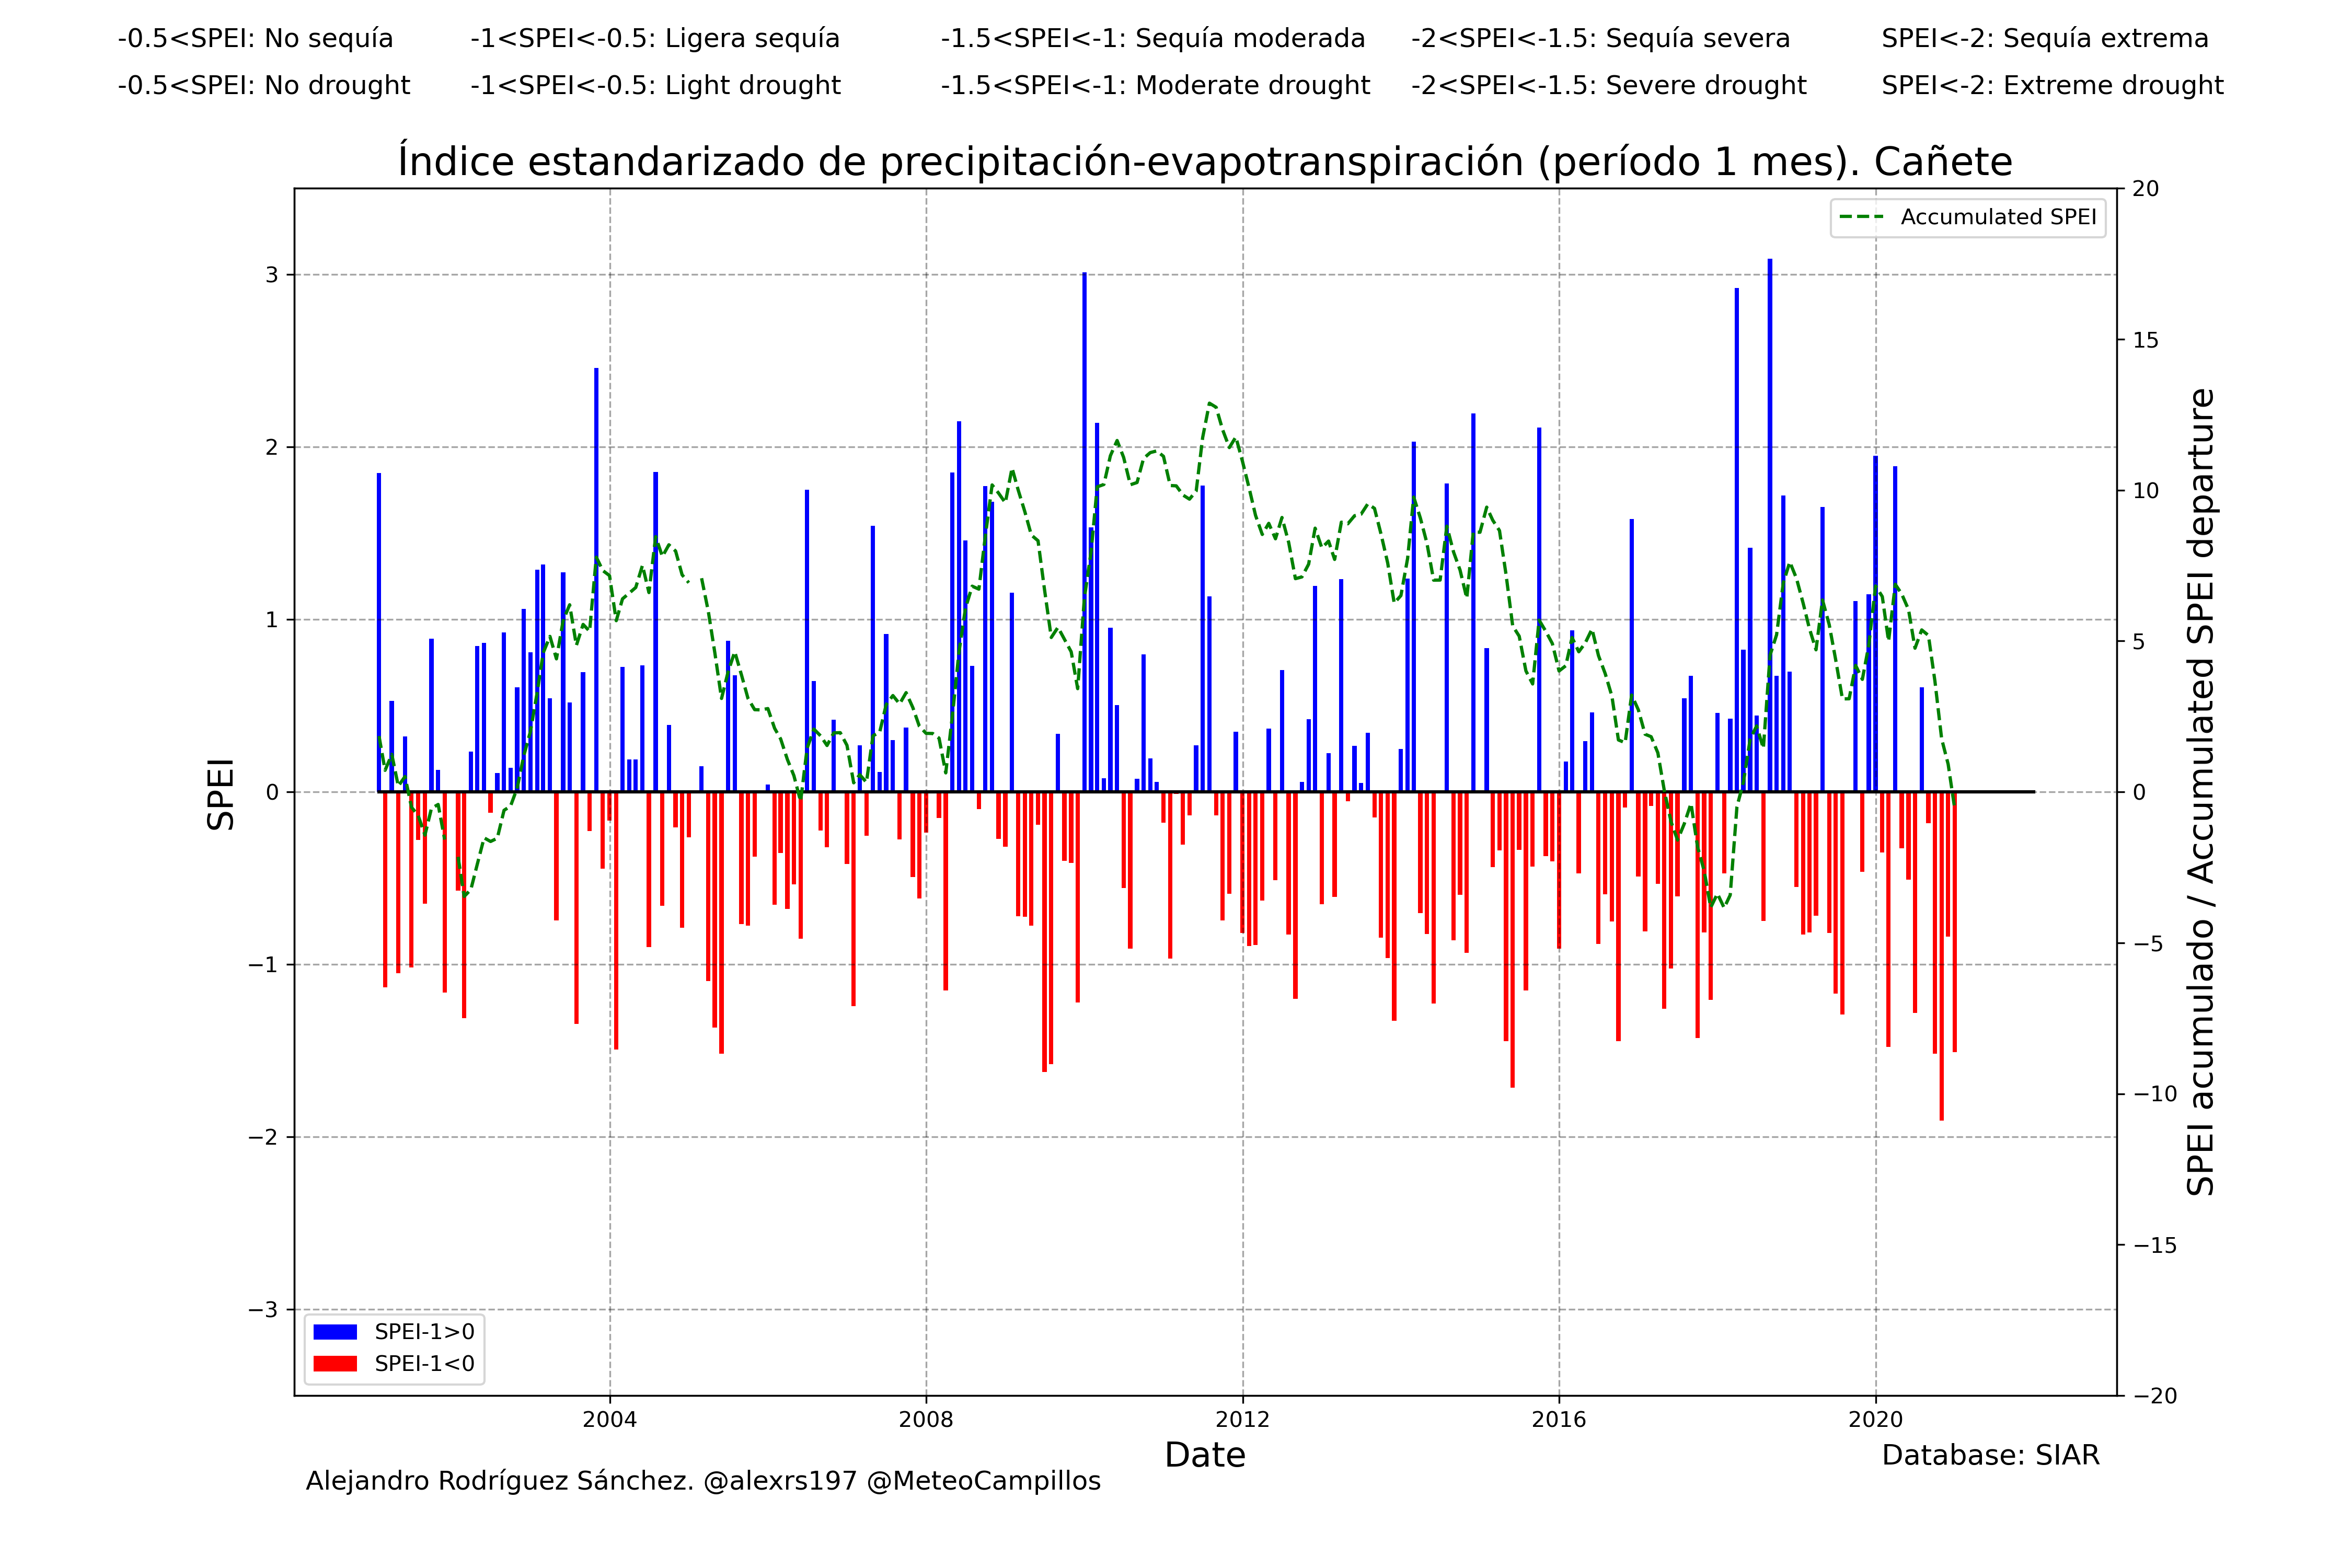 -0.5<SPEI: No sequía -1<SPEI<-0.5: Ligera sequía -1.5<SPEI<-1: Sequía moderada -2<SPEI<-1.5: Sequía severa SPEI<-2: Sequía extrema
-0.5<SPEI: No drought -1<SPEI<-0.5: Light drought -1.5<SPEI<-1: Moderate drought -2<SPEI<-1.5: Severe drought SPEI<-2: Extreme drought
Índice estandarizado de precipitación-evapotranspiración (período 1 mes). Cañete
Accumulated SPEI
SPEI
3
2
1
0
−1
−2
−3
20
15
10
5
0
−5
−10
−15
−20
SPEI acumulado / Accumulated SPEI departure
SPEI-1>0
SPEI-1<0
2004 2008 2012 2016 2020
Date
Database: SIAR
Alejandro Rodríguez Sánchez. @alexrs197 @MeteoCampillos